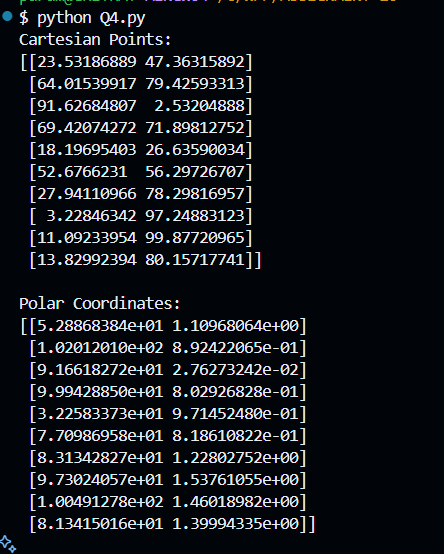 $ python Q4.py
Cartesian Points:
[[23.53186889 47.36315892]
[64.01539917 79.42593313]
[91.62684807  2.53204888]
[69.42074272 71.89812752]
[18.19695403 26.63590034]
[52.6766231  56.29726707]
[27.94110966 78.29816957]
[ 3.22846342 97.24883123]
[11.09233954 99.87720965]
[13.82992394 80.15717741]]
Polar Coordinates:
[[5.28868384e+01 1.10968064e+00]
[1.02012010e+02 8.92422065e-01]
[9.16618272e+01 2.76273242e-02]
[9.99428850e+01 8.02926828e-01]
[3.22583373e+01 9.71452480e-01]
[7.70986958e+01 8.18610822e-01]
[8.31342827e+01 1.22802752e+00]
[9.73024057e+01 1.53761055e+00]
[1.00491278e+02 1.46018982e+00]
[8.13415016e+01 1.39994335e+00]]